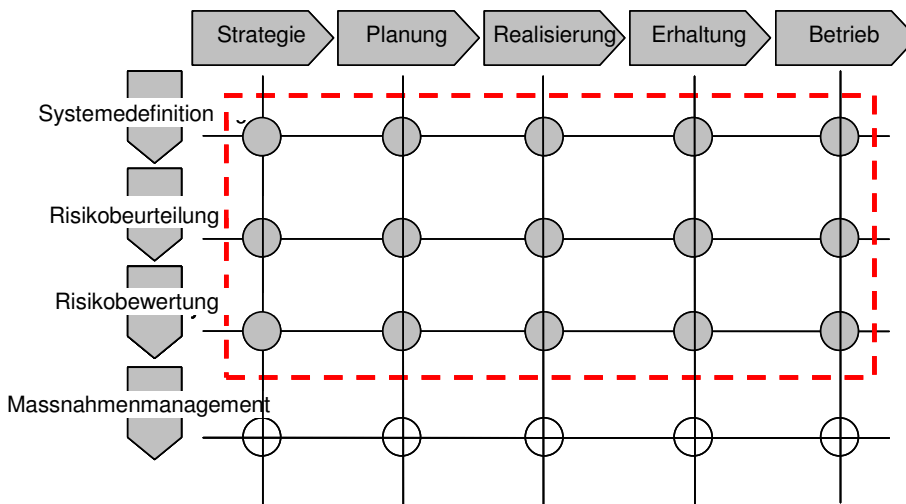 Strategie
Planung
Realisierung
Erhaltung
Betrieb
Systemedefinition
Risikobeurteilung
Risikobewertung
Massnahmenmanagement